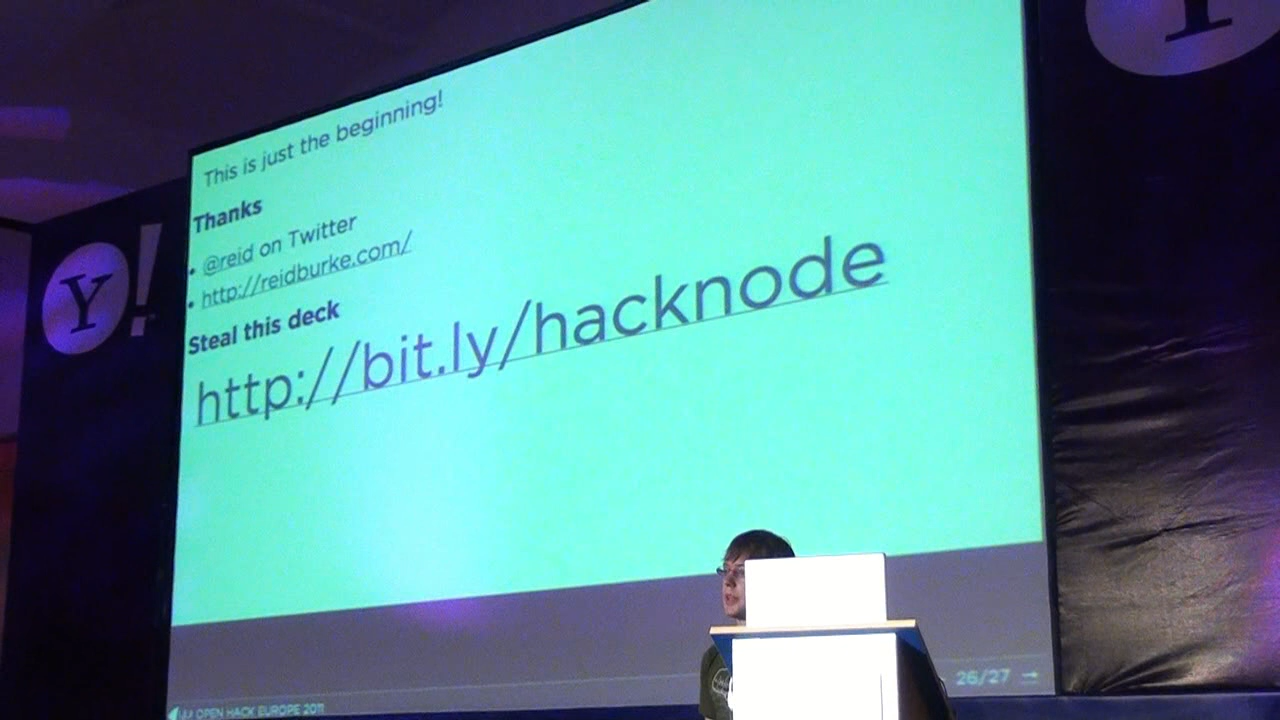 This is just the beginning!
Thanks
• @reid on Twitter
• http://reidburke.com/
Steal this deck
http://bit.ly/hacknode
Y!
Y
OPEN HACK EUROPE 2011
26/27 →